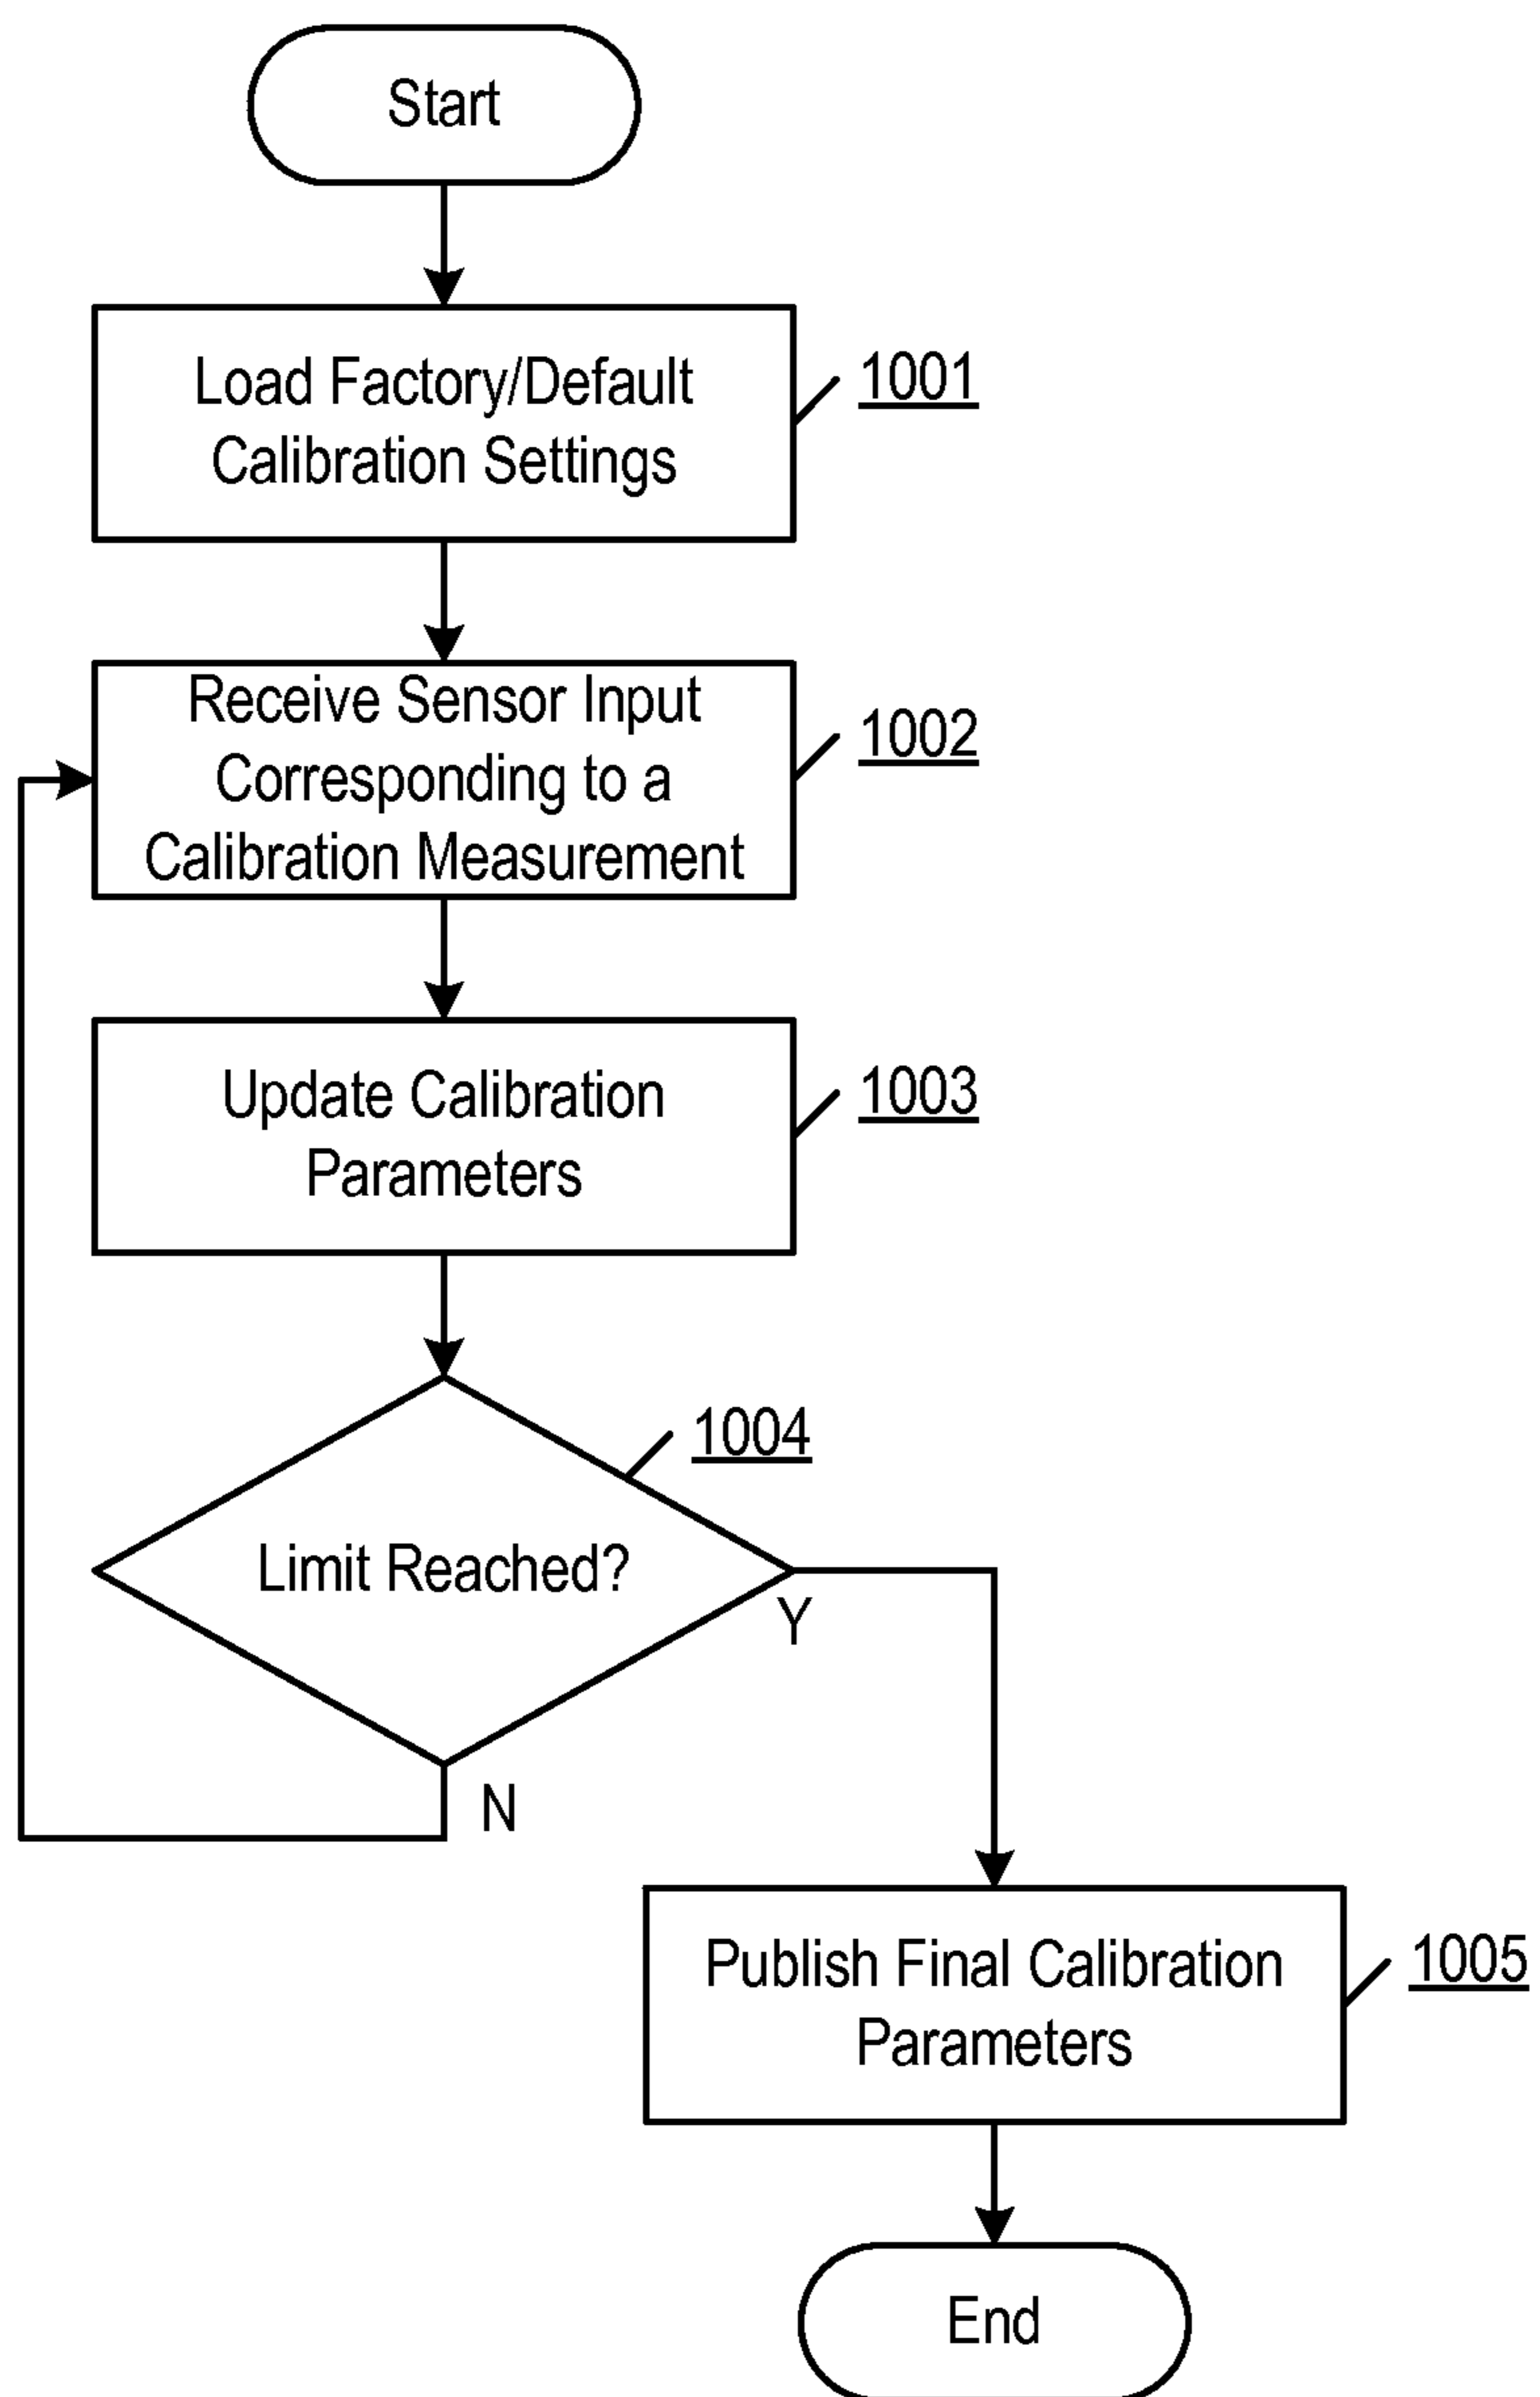 Start
Load Factory/Default
Calibration Settings
1001
Receive Sensor Input
Corresponding to a
Calibration Measurement
1002
Update Calibration
Parameters
1003
1004
Limit Reached?
Y
N
Publish Final Calibration
Parameters
1005
End